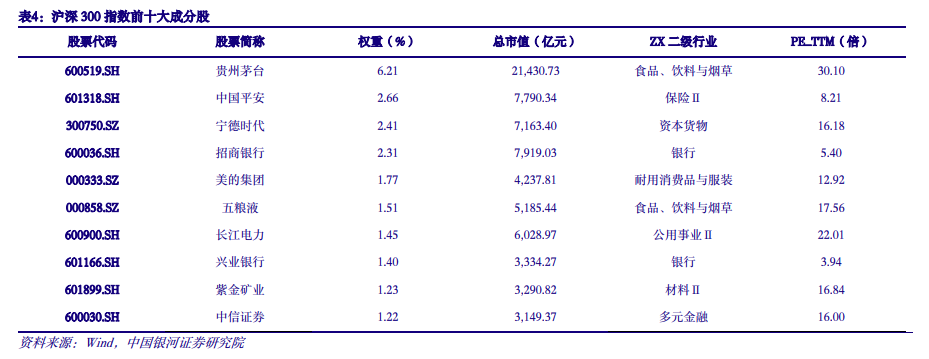 表4：沪深 300 指数前十大成分股
股票代码 股票简称 权重（%） 总市值（亿元） ZX 二级行业 PE_TTM（倍）
600519.SH 贵州茅台 6.21 21,430.73 食品、饮料与烟草 30.10
601318.SH 中国平安 2.66 7,790.34 保险Ⅱ 8.21
300750.SZ 宁德时代 2.41 7,163.40 资本货物 16.18
600036.SH 招商银行 2.31 7,919.03 银行 5.40
000333.SZ 美的集团 1.77 4,237.81 耐用消费品与服装 12.92
000858.SZ 五粮液 1.51 5,185.44 食品、饮料与烟草 17.56
600900.SH 长江电力 1.45 6,028.97 公用事业Ⅱ 22.01
601166.SH 兴业银行 1.40 3,334.27 银行 3.94
601899.SH 紫金矿业 1.23 3,290.82 材料Ⅱ 16.84
600030.SH 中信证券 1.22 3,149.37 多元金融 16.00
资料来源：Wind，中国银河证券研究院